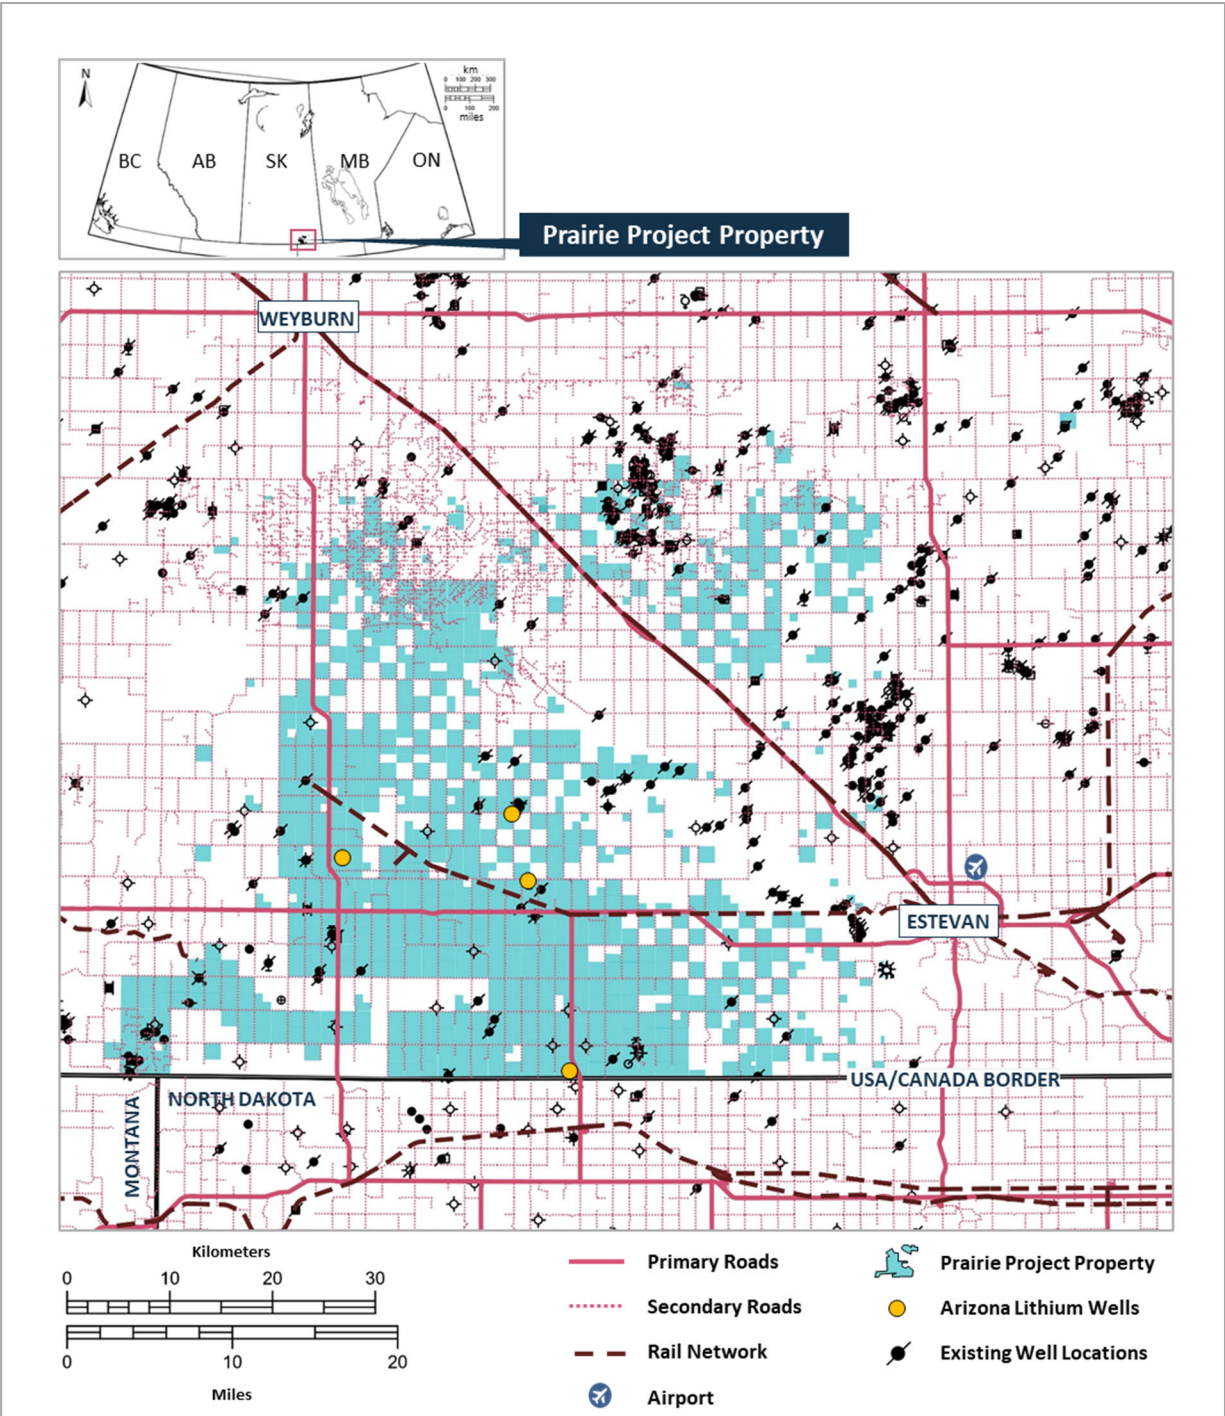 N
km
0 100 200 300
0 100 200
miles
BC
AB
SK
MB
ON
Prairie Project Property
WEYBURN
ESTEVAN
USA/CANADA BORDER
NORTH DAKOTA
MONTANA
Kilometers
0 10 20 30
0 10 20
Miles
Primary Roads
Secondary Roads
Rail Network
Airport
Prairie Project Property
Arizona Lithium Wells
Existing Well Locations